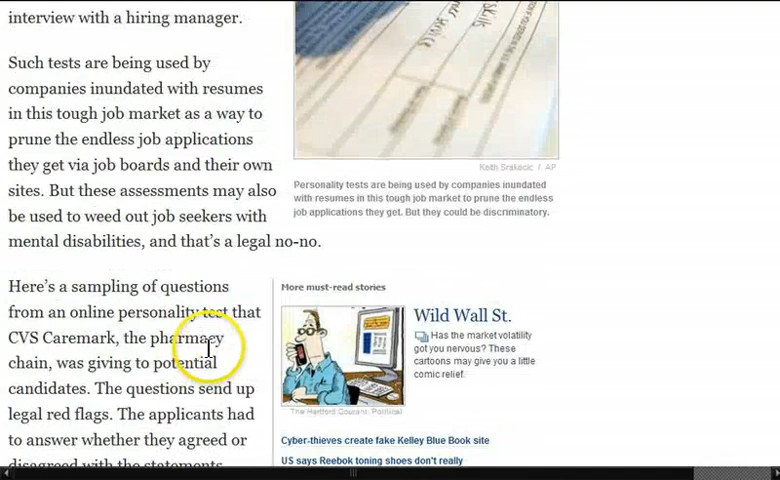 interview with a hiring manager.
Such tests are being used by
companies inundated with resumes
in this tough job market as a way to
prune the endless job applications
they get via job boards and their own
sites. But these assessments may also
be used to weed out job seekers with
mental disabilities, and that's a legal no-no.
Keith Srakocic / AP
Personality tests are being used by companies inundated
with resumes in this tough job market to prune the endless
job applications they get. But they could be discriminatory.
Here's a sampling of questions
from an online personality test that
CVS Caremark, the pharmacy
chain, was giving to potential
candidates. The questions send up
legal red flags. The applicants had
to answer whether they agreed or
disagreed with the statements
More must-read stories
Wild Wall St.
Has the market volatility
got you nervous? These
cartoons may give you a little
comic relief.
The Hartford Courant, Political
Cyber-thieves create fake Kelley Blue Book site
US says Reebok toning shoes don't really